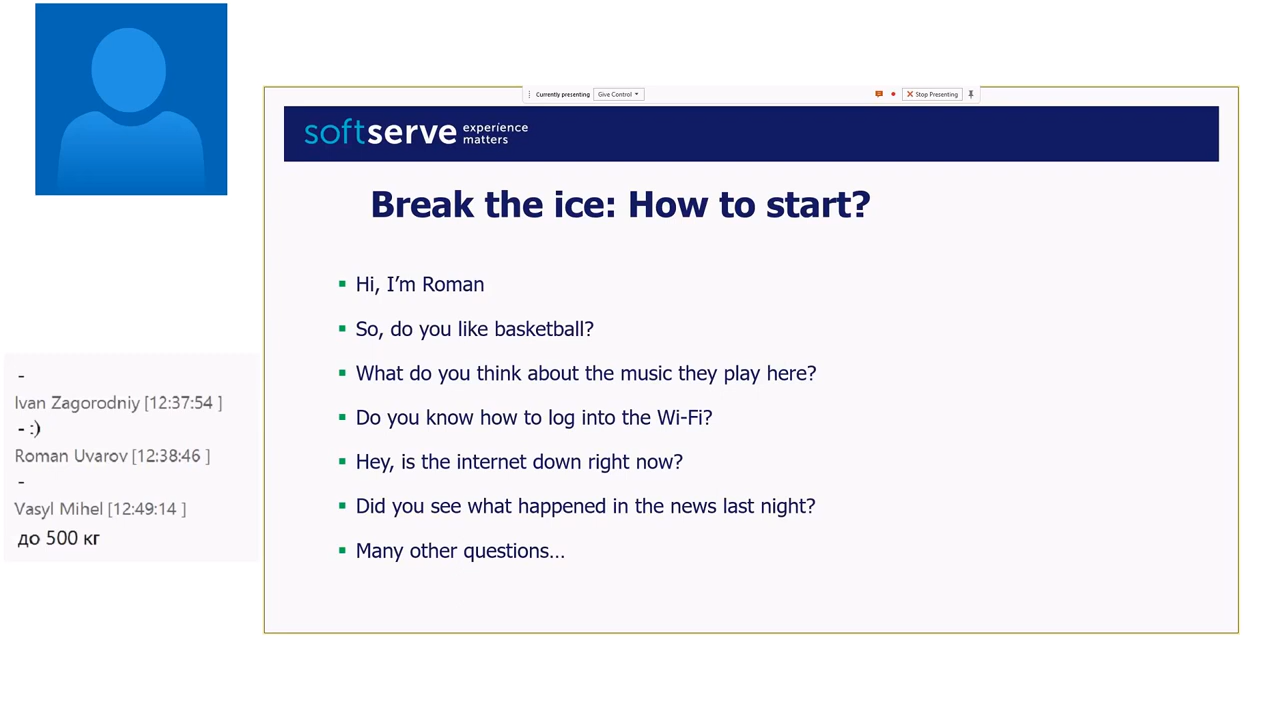 Currently presenting Give Control Stop Presenting
softserve experience matters
Break the ice: How to start?
Hi, I’m Roman
So, do you like basketball?
What do you think about the music they play here?
Do you know how to log into the Wi-Fi?
Hey, is the internet down right now?
Did you see what happened in the news last night?
Many other questions…
-
Ivan Zagorodniy [12:37:54 ]
- :)
Roman Uvarov [12:38:46 ]
-
Vasyl Mihel [12:49:14 ]
до 500 кг